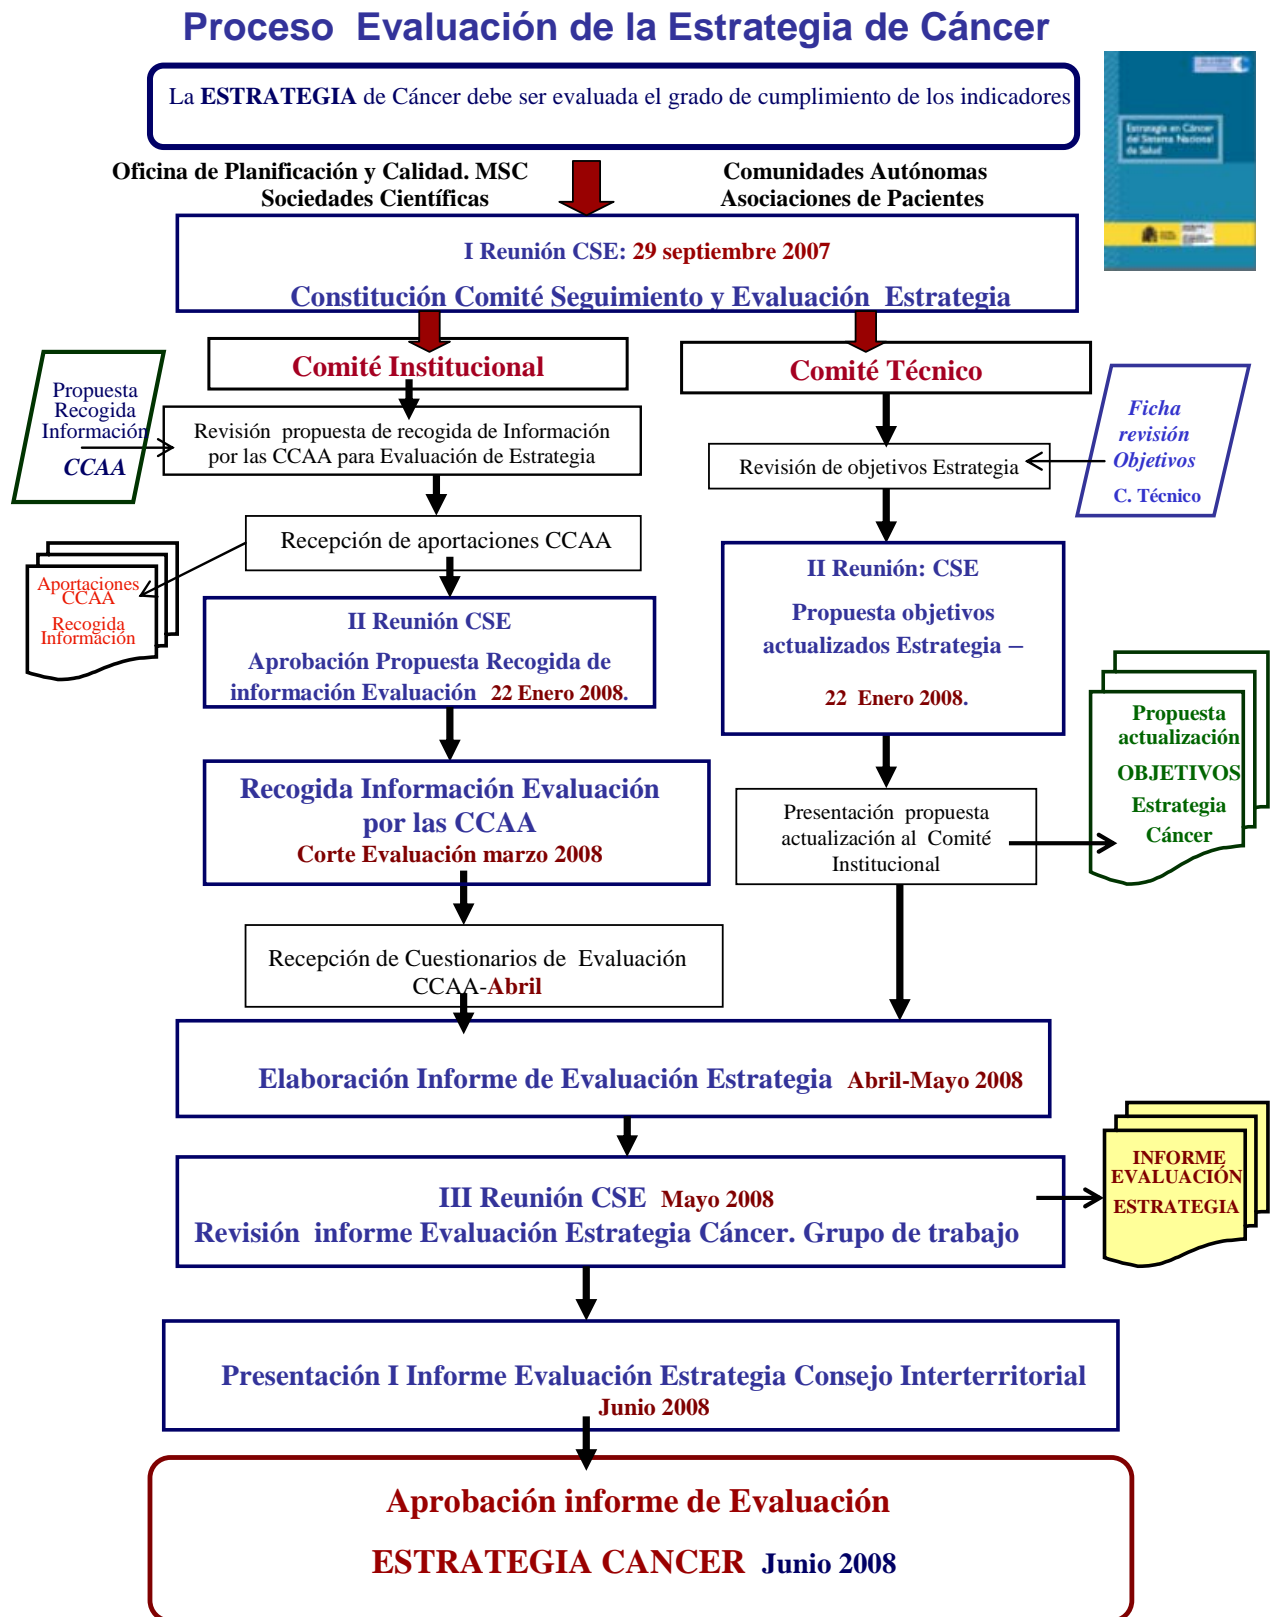 Proceso Evaluación de la Estrategia de Cáncer
La ESTRATEGIA de Cáncer debe ser evaluada el grado de cumplimiento de los indicadores
Estrategia en Cáncer
del Sistema Nacional
de Salud
Oficina de Planificación y Calidad. MSC
Sociedades Científicas
Comunidades Autónomas
Asociaciones de Pacientes
I Reunión CSE: 29 septiembre 2007
Constitución Comité Seguimiento y Evaluación Estrategia
Comité Institucional
Comité Técnico
Propuesta
Recogida
Información
CCAA
Revisión propuesta de recogida de Información
por las CCAA para Evaluación de Estrategia
Revisión de objetivos Estrategia
Ficha
revisión
Objetivos
C. Técnico
Recepción de aportaciones CCAA
Aportaciones
CCAA
Recogida
Información
II Reunión CSE
Aprobación Propuesta Recogida de
información Evaluación 22 Enero 2008.
II Reunión: CSE
Propuesta objetivos
actualizados Estrategia –
22 Enero 2008.
Propuesta
actualización
OBJETIVOS
Estrategia
Cáncer
Recogida Información Evaluación
por las CCAA
Corte Evaluación marzo 2008
Presentación propuesta
actualización al Comité
Institucional
Recepción de Cuestionarios de Evaluación
CCAA-Abril
Elaboración Informe de Evaluación Estrategia Abril-Mayo 2008
III Reunión CSE Mayo 2008
Revisión informe Evaluación Estrategia Cáncer. Grupo de trabajo
INFORME
EVALUACIÓN
ESTRATEGIA
Presentación I Informe Evaluación Estrategia Consejo Interterritorial
Junio 2008
Aprobación informe de Evaluación
ESTRATEGIA CANCER Junio 2008